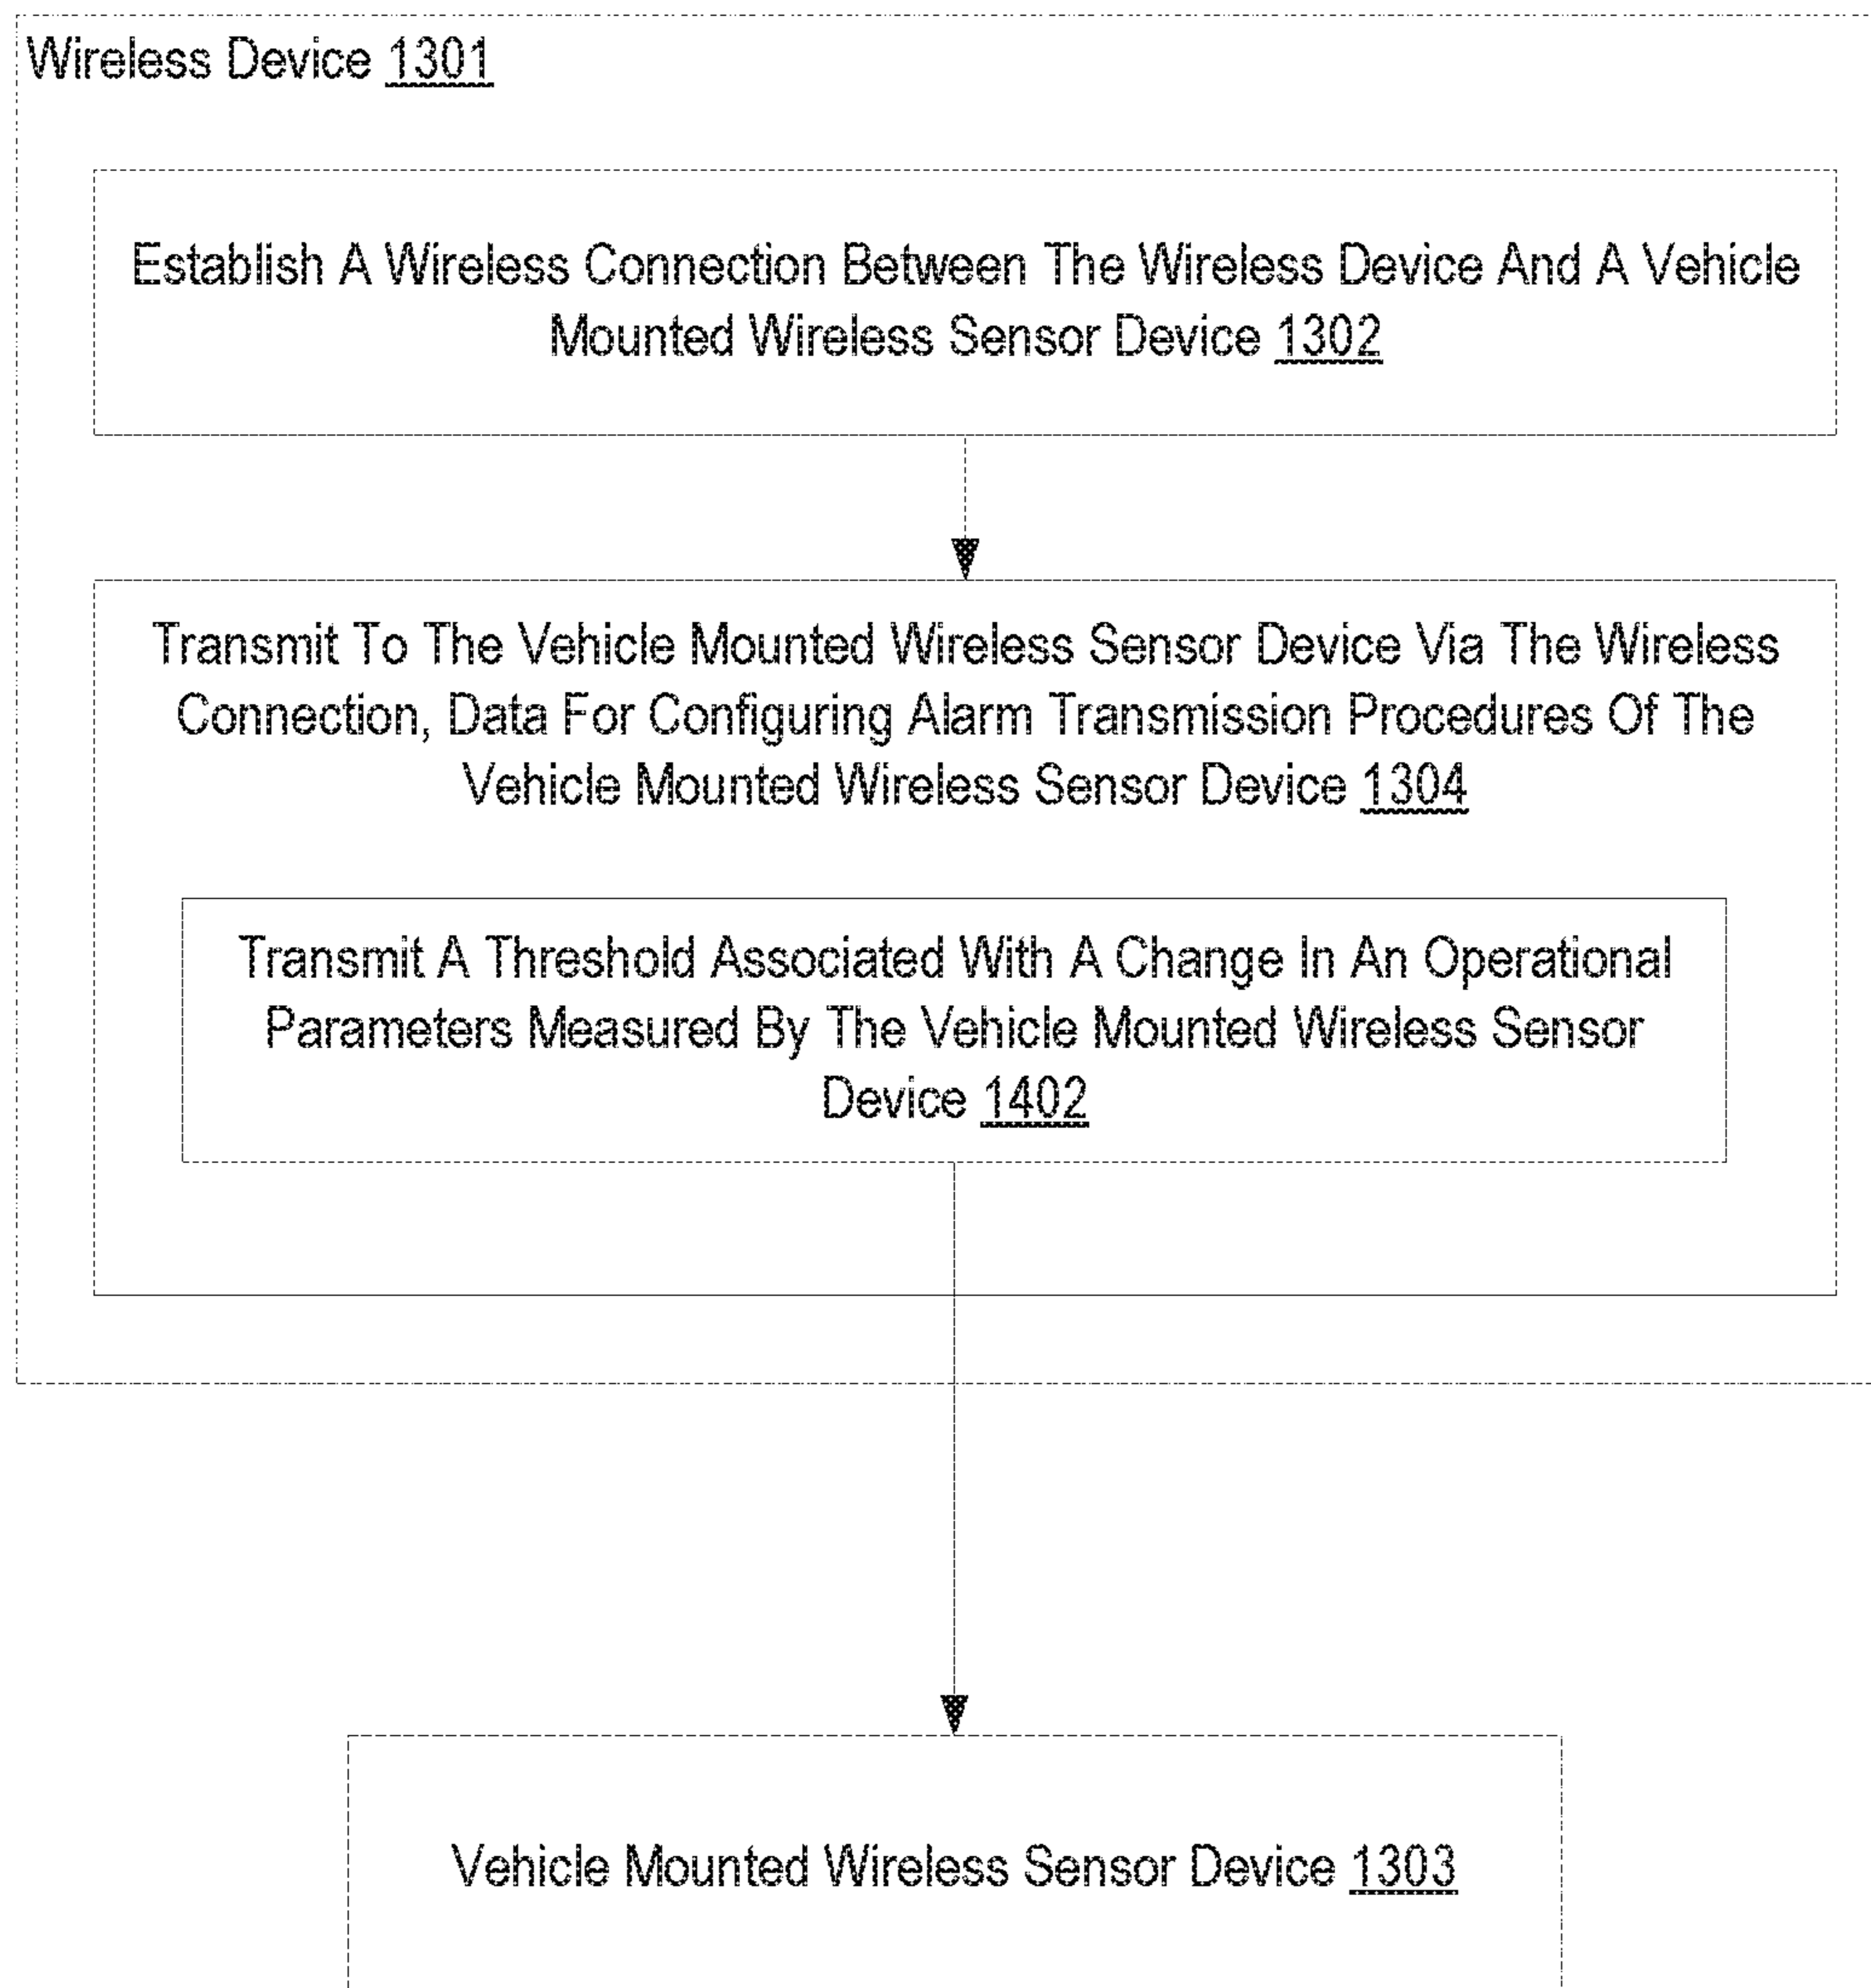 Wireless Device 1301
Establish A Wireless Connection Between The Wireless Device And A Vehicle
Mounted Wireless Sensor Device 1302
Transmit To The Vehicle Mounted Wireless Sensor Device Via The Wireless
Connection, Data For Configuring Alarm Transmission Procedures Of The
Vehicle Mounted Wireless Sensor Device 1304
Transmit A Threshold Associated With A Change In An Operational
Parameters Measured By The Vehicle Mounted Wireless Sensor
Device 1402
Vehicle Mounted Wireless Sensor Device 1303